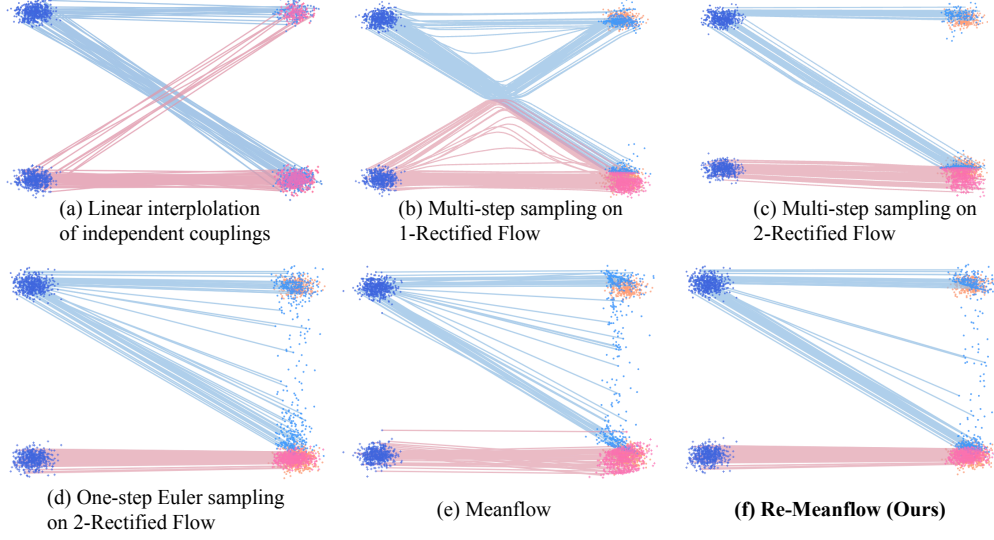 (a) Linear interplolation
of independent couplings
(b) Multi-step sampling on
1-Rectified Flow
(c) Multi-step sampling on
2-Rectified Flow
(d) One-step Euler sampling
on 2-Rectified Flow
(e) Meanflow
(f) Re-Meanflow (Ours)